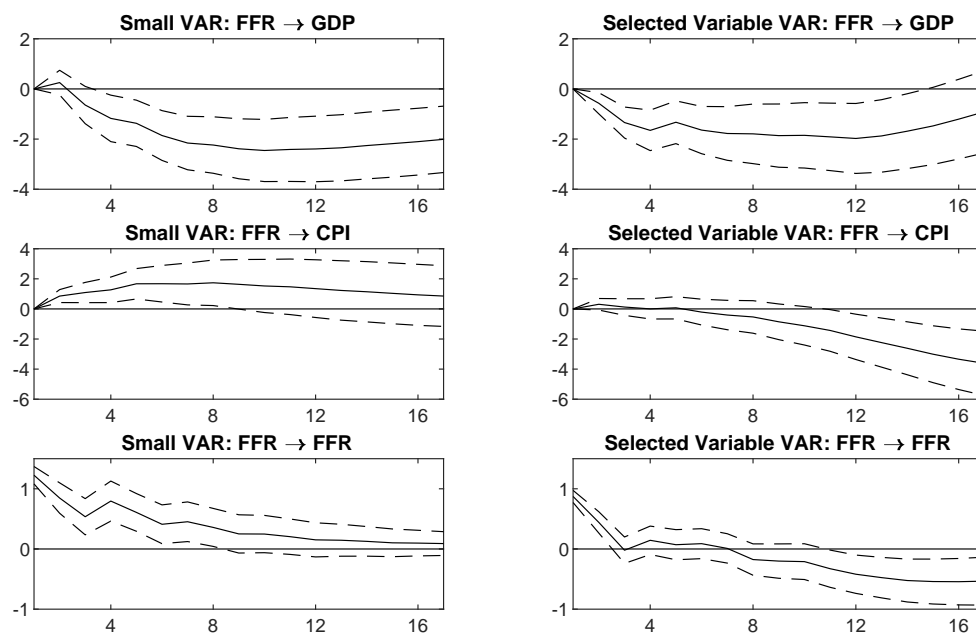 Small VAR: FFR → GDP
2
0
-2
-4
4 8 12 16
Selected Variable VAR: FFR → GDP
2
0
-2
-4
4 8 12 16
Small VAR: FFR → CPI
4
2
0
-2
-4
-6
4 8 12 16
Selected Variable VAR: FFR → CPI
4
2
0
-2
-4
-6
4 8 12 16
Small VAR: FFR → FFR
1
0
-1
4 8 12 16
Selected Variable VAR: FFR → FFR
1
0
-1
4 8 12 16